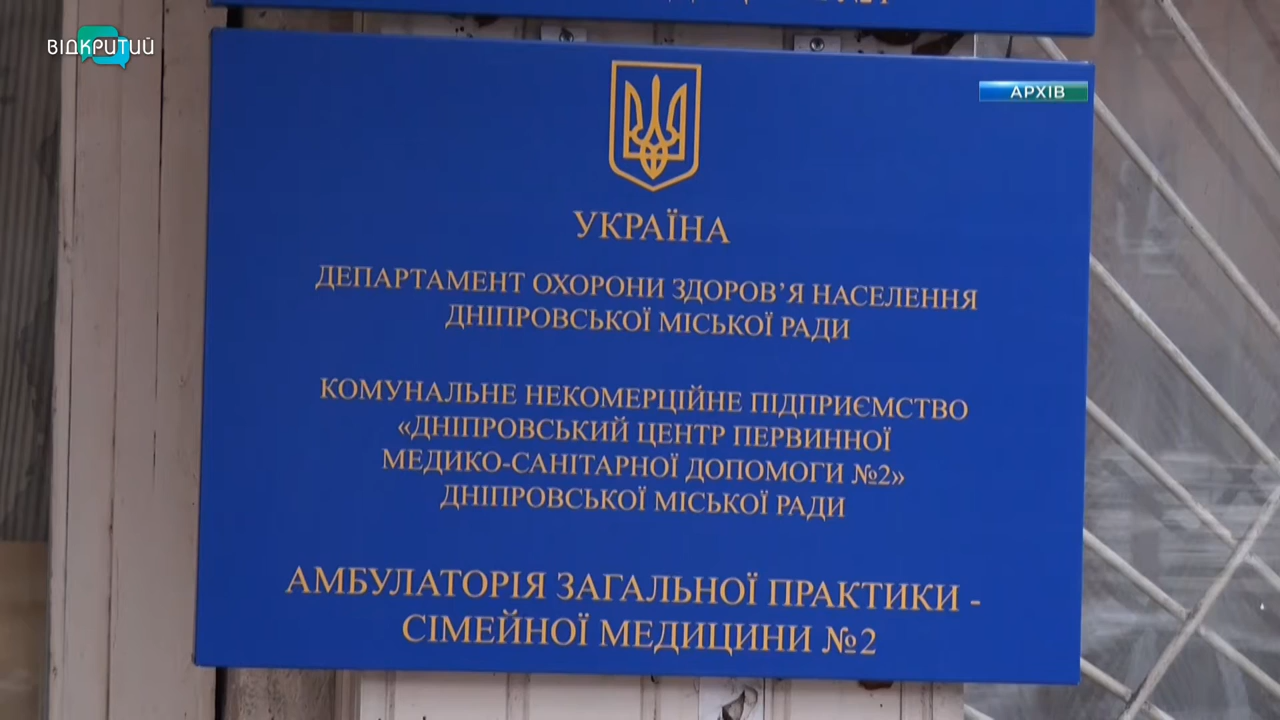 ВІДКРИТИЙ
АРХІВ
УКРАЇНА
ДЕПАРТАМЕНТ ОХОРОНИ ЗДОРОВ’Я НАСЕЛЕННЯ
ДНІПРОВСЬКОЇ МІСЬКОЇ РАДИ
КОМУНАЛЬНЕ НЕКОМЕРЦІЙНЕ ПІДПРИЄМСТВО
«ДНІПРОВСЬКИЙ ЦЕНТР ПЕРВИННОЇ
МЕДИКО-САНІТАРНОЇ ДОПОМОГИ №2»
ДНІПРОВСЬКОЇ МІСЬКОЇ РАДИ
АМБУЛАТОРІЯ ЗАГАЛЬНОЇ ПРАКТИКИ -
СІМЕЙНОЇ МЕДИЦИНИ №2